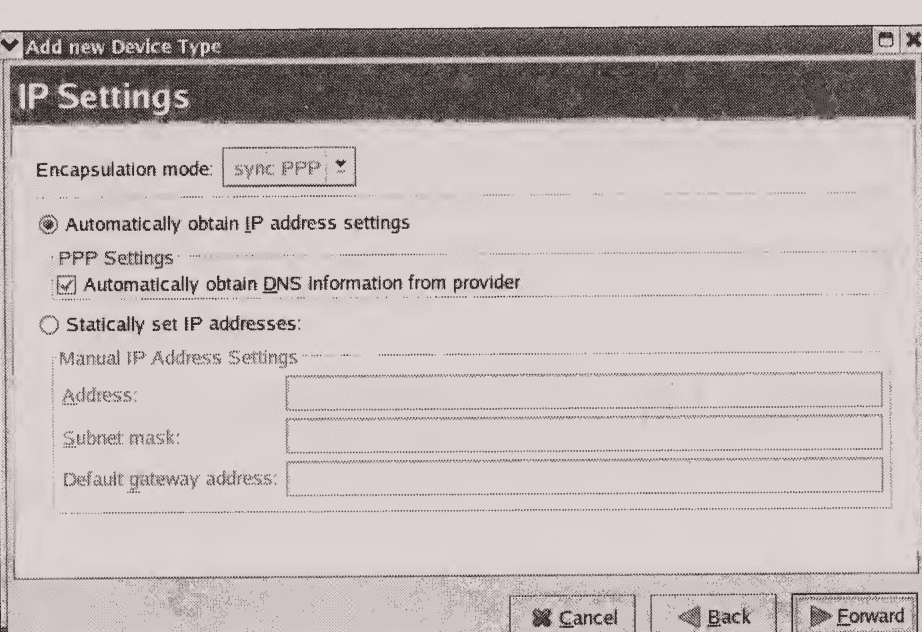 Add new Device Type
IP Settings
Encapsulation mode: sync PPP
Automatically obtain IP address settings
PPP Settings
Automatically obtain DNS information from provider
Statically set IP addresses:
Manual IP Address Settings
Address:
Subnet mask:
Default gateway address:
Cancel Back Forward